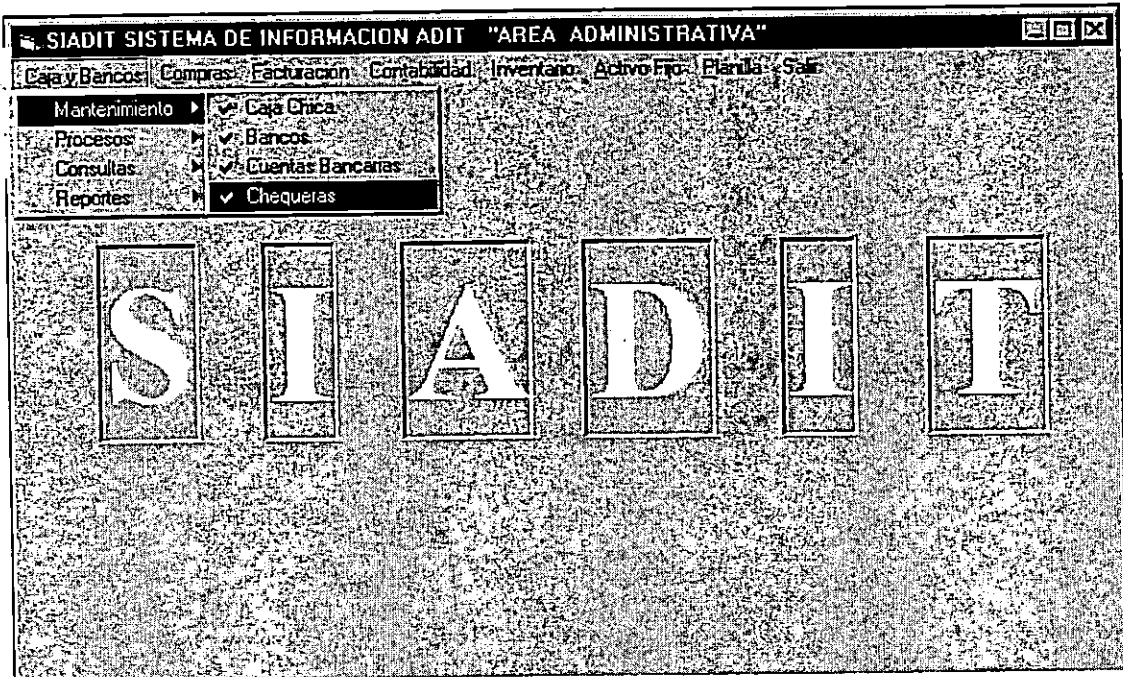 SIADIT SISTEMA DE INFORMACION ADIT "AREA ADMINISTRATIVA"
Caja y Bancos Compras Facturacion Contabilidad Inventario Activo Fijo Planilla Salir
Mantenimiento Caja Chica
Procesos Bancos
Consultas Cuentas Bancarias
Reportes Chequeras
S I A D I T